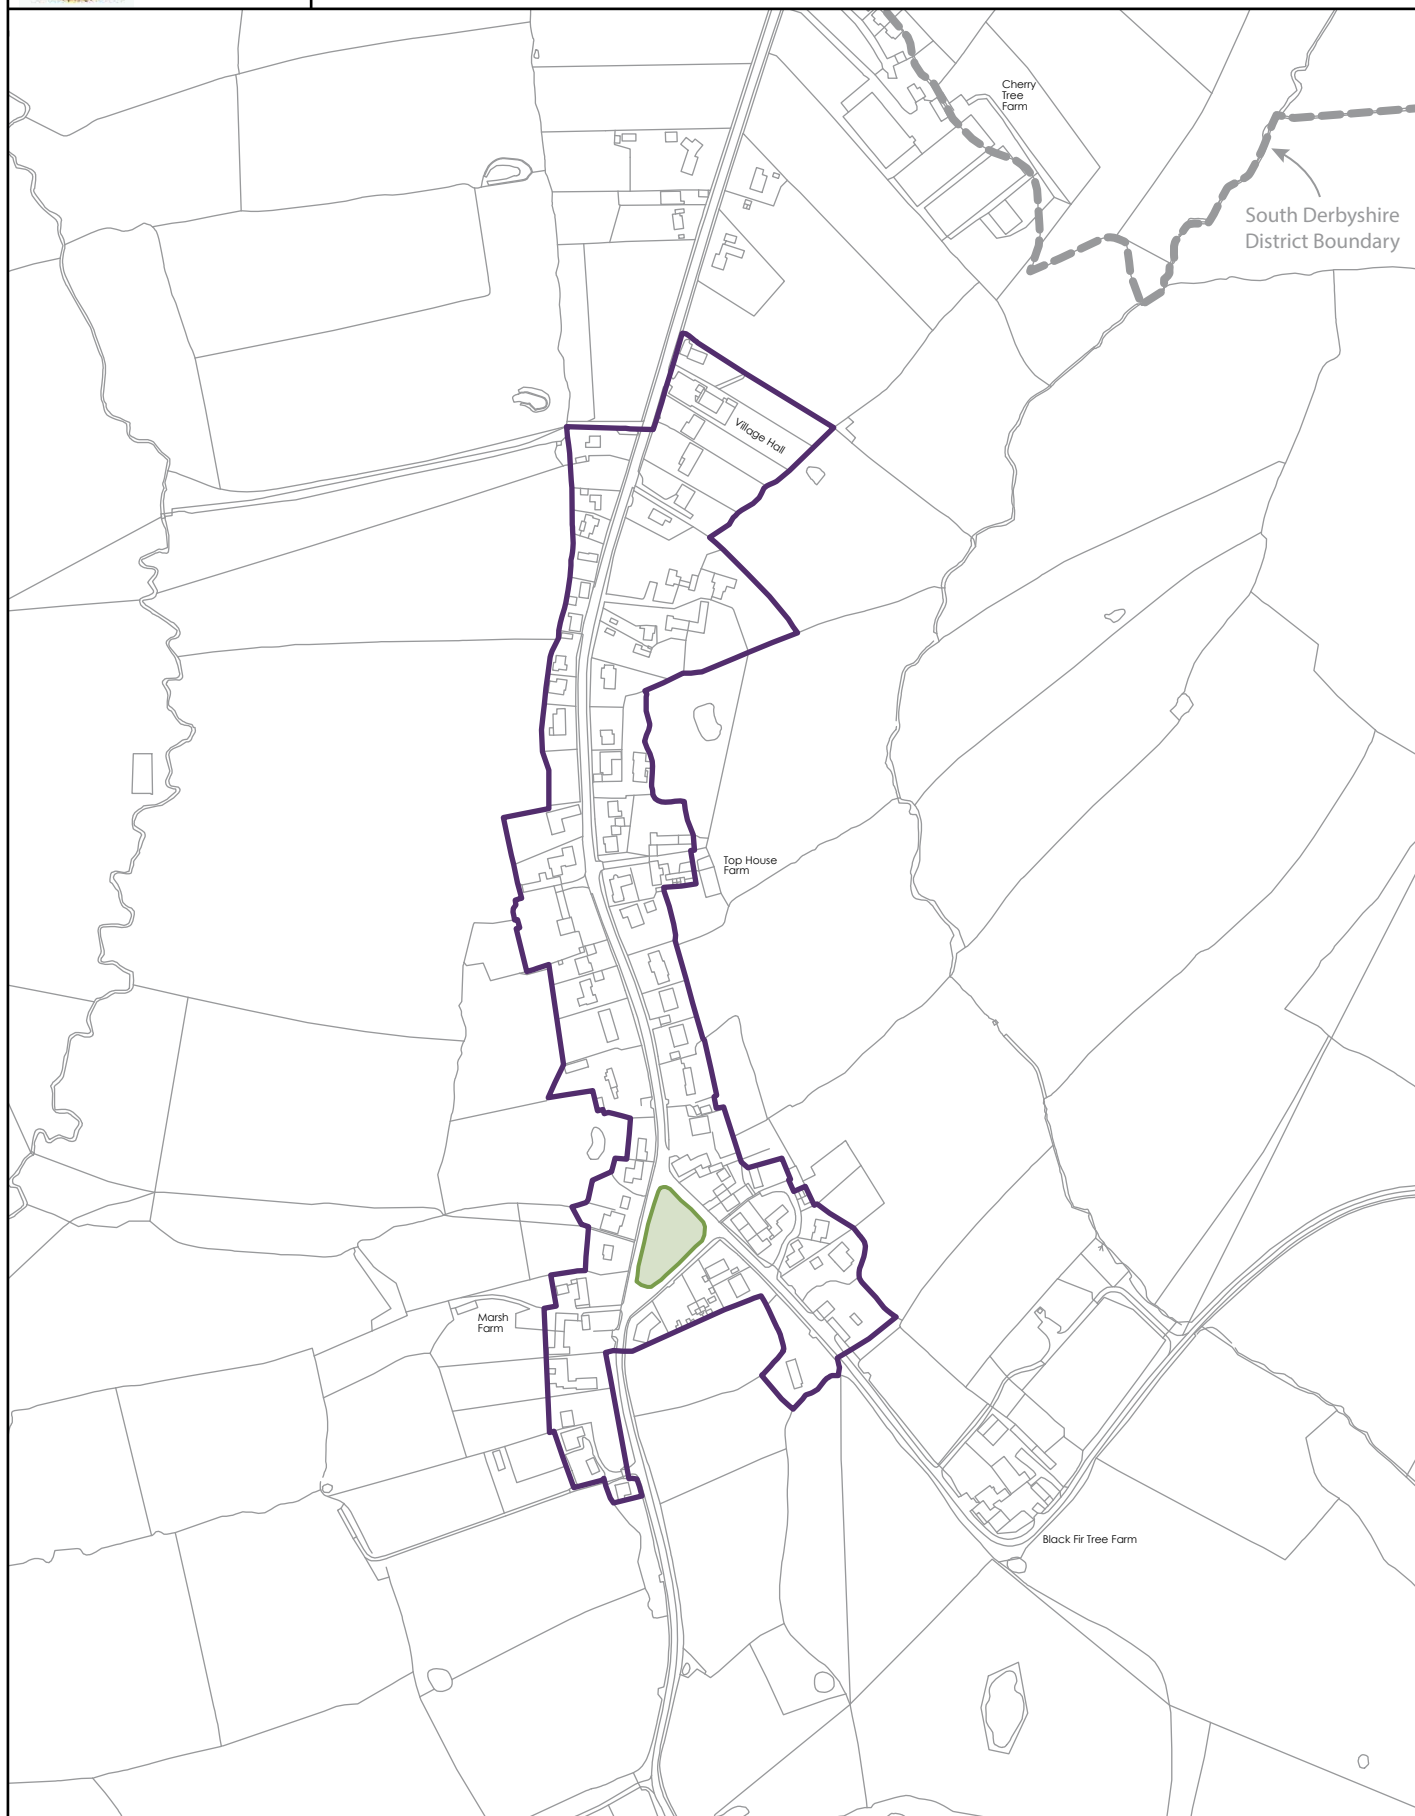 Cherry
Tree
Farm
South Derbyshire
District Boundary
Village Hall
Top House
Farm
Marsh
Farm
Black Fir Tree Farm